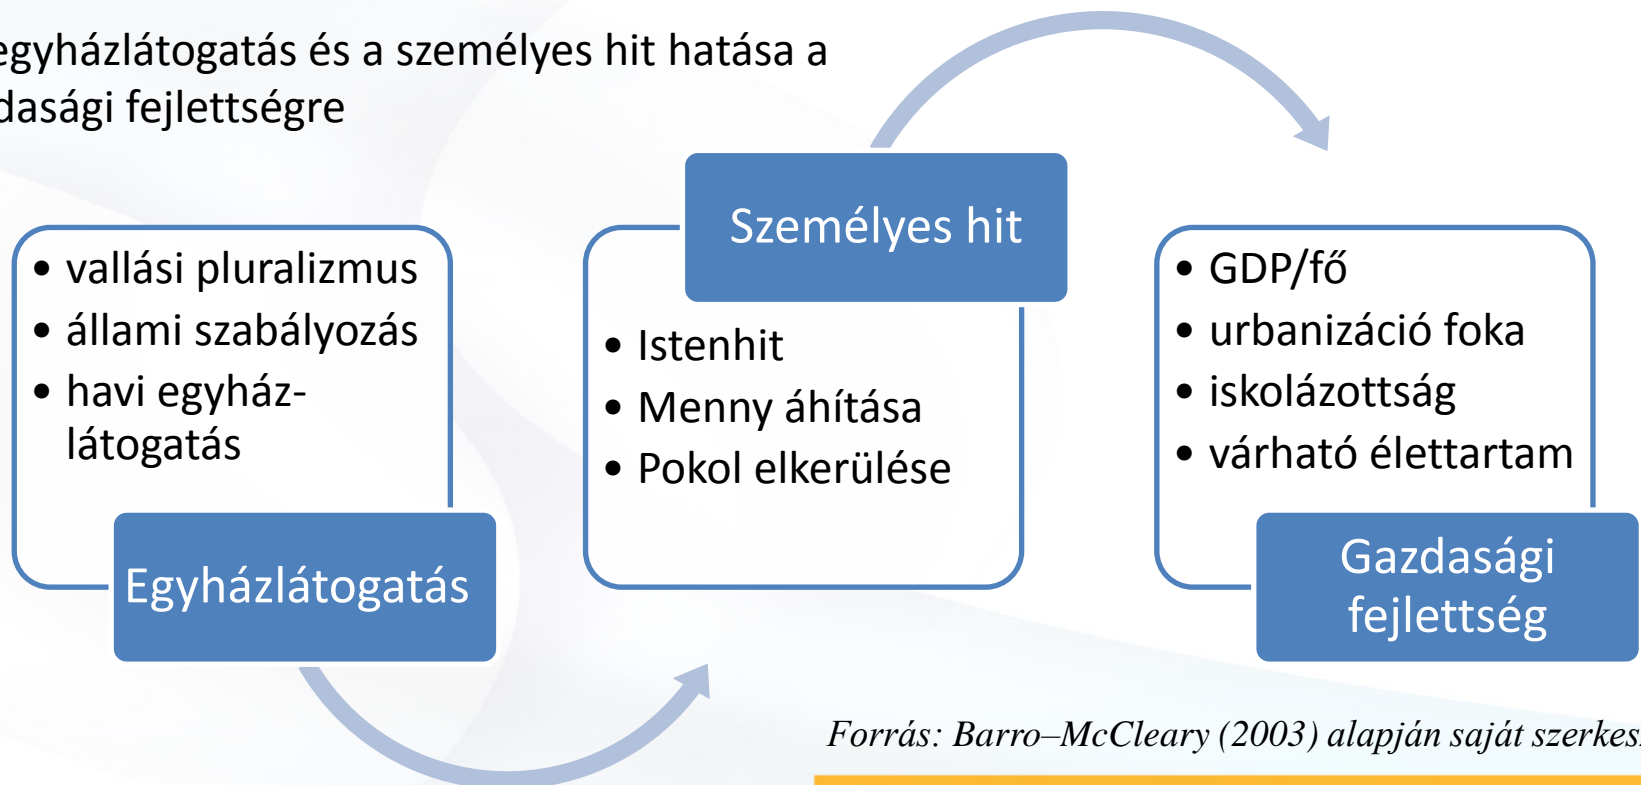 egyházlátogatás és a személyes hit hatása a
dasági fejlettségre
• vallási pluralizmus
• állami szabályozás
• havi egyház-
látogatás
Egyházlátogatás
Személyes hit
• Istenhit
• Menny áhítása
• Pokol elkerülése
• GDP/fő
• urbanizáció foka
• iskolázottság
• várható élettartam
Gazdasági
fejlettség
Forrás: Barro–McCleary (2003) alapján saját szerkes